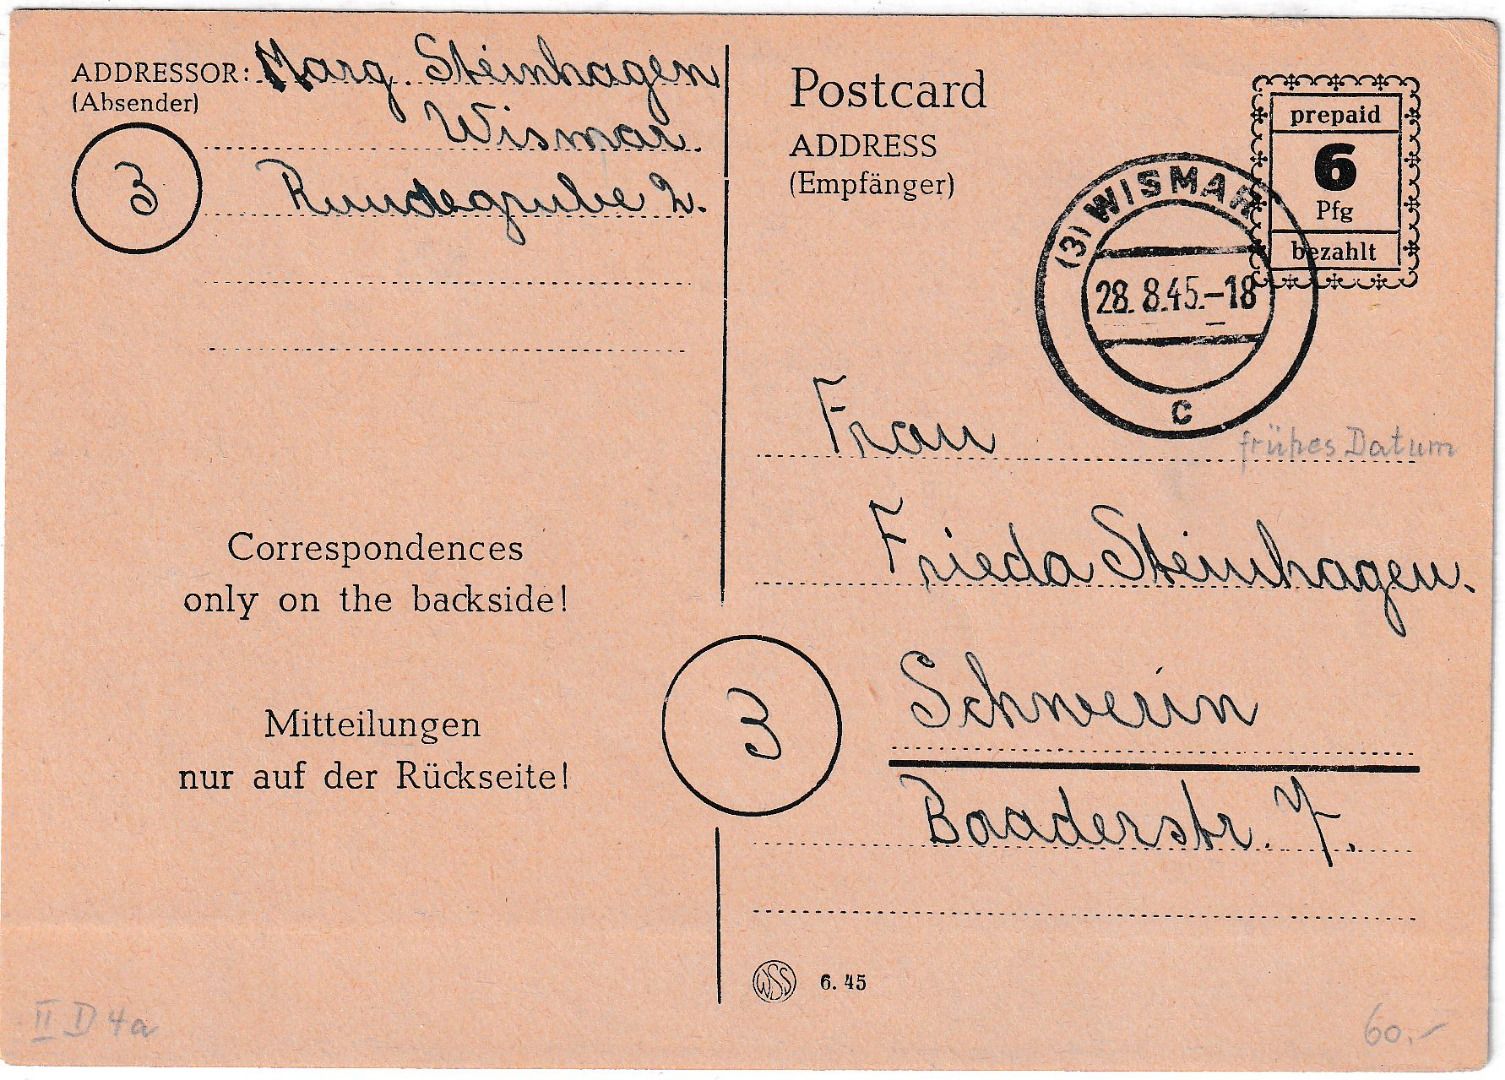 ADDRESSOR: Marg. Steinhagen
(Absender)
Wismar.
3
Rundegrube 2.
Correspondences
only on the backside!
Mitteilungen
nur auf der Rückseite!
II D 4a
Postcard
ADDRESS
(Empfänger)
prepaid
6
Pfg
bezahlt
(3) WISMAR
28.8.45.–18
c
frühes Datum
Frau
Frieda Steinhagen.
3
Schwerin
Baaderstr. 7.
WSS 6. 45
60,–